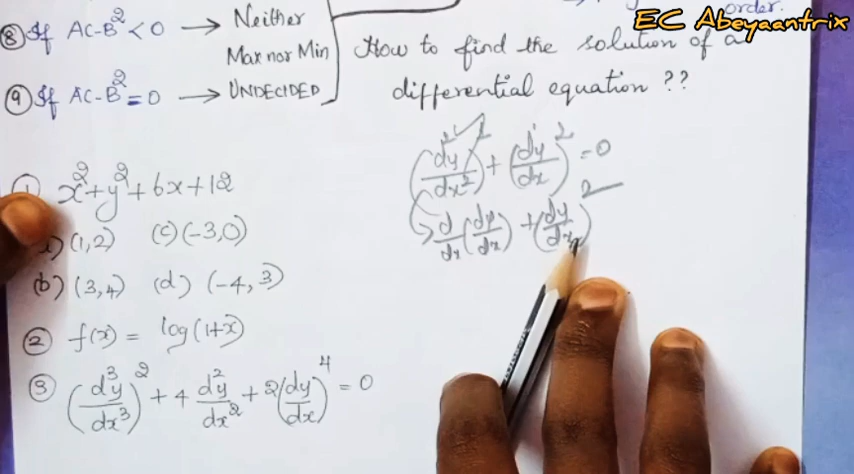 order.
EC Abeyaantrix
⑧ If AC-B² < 0 → Neither
Max nor Min
⑨ If AC-B² = 0 → UNDECIDED
How to find the solution of a
differential equation ??
(d²y/dx²)² + (dy/dx)² = 0
d/dx (dy/dx) + (dy/dx)²
① x² + y² + 6x + 12
(1,2) (c) (-3,0)
(b) (3,4) (d) (-4,3)
② f(x) = log(1+x)
③ (d³y/dx³)² + 4 d²y/dx² + 2(dy/dx)⁴ = 0